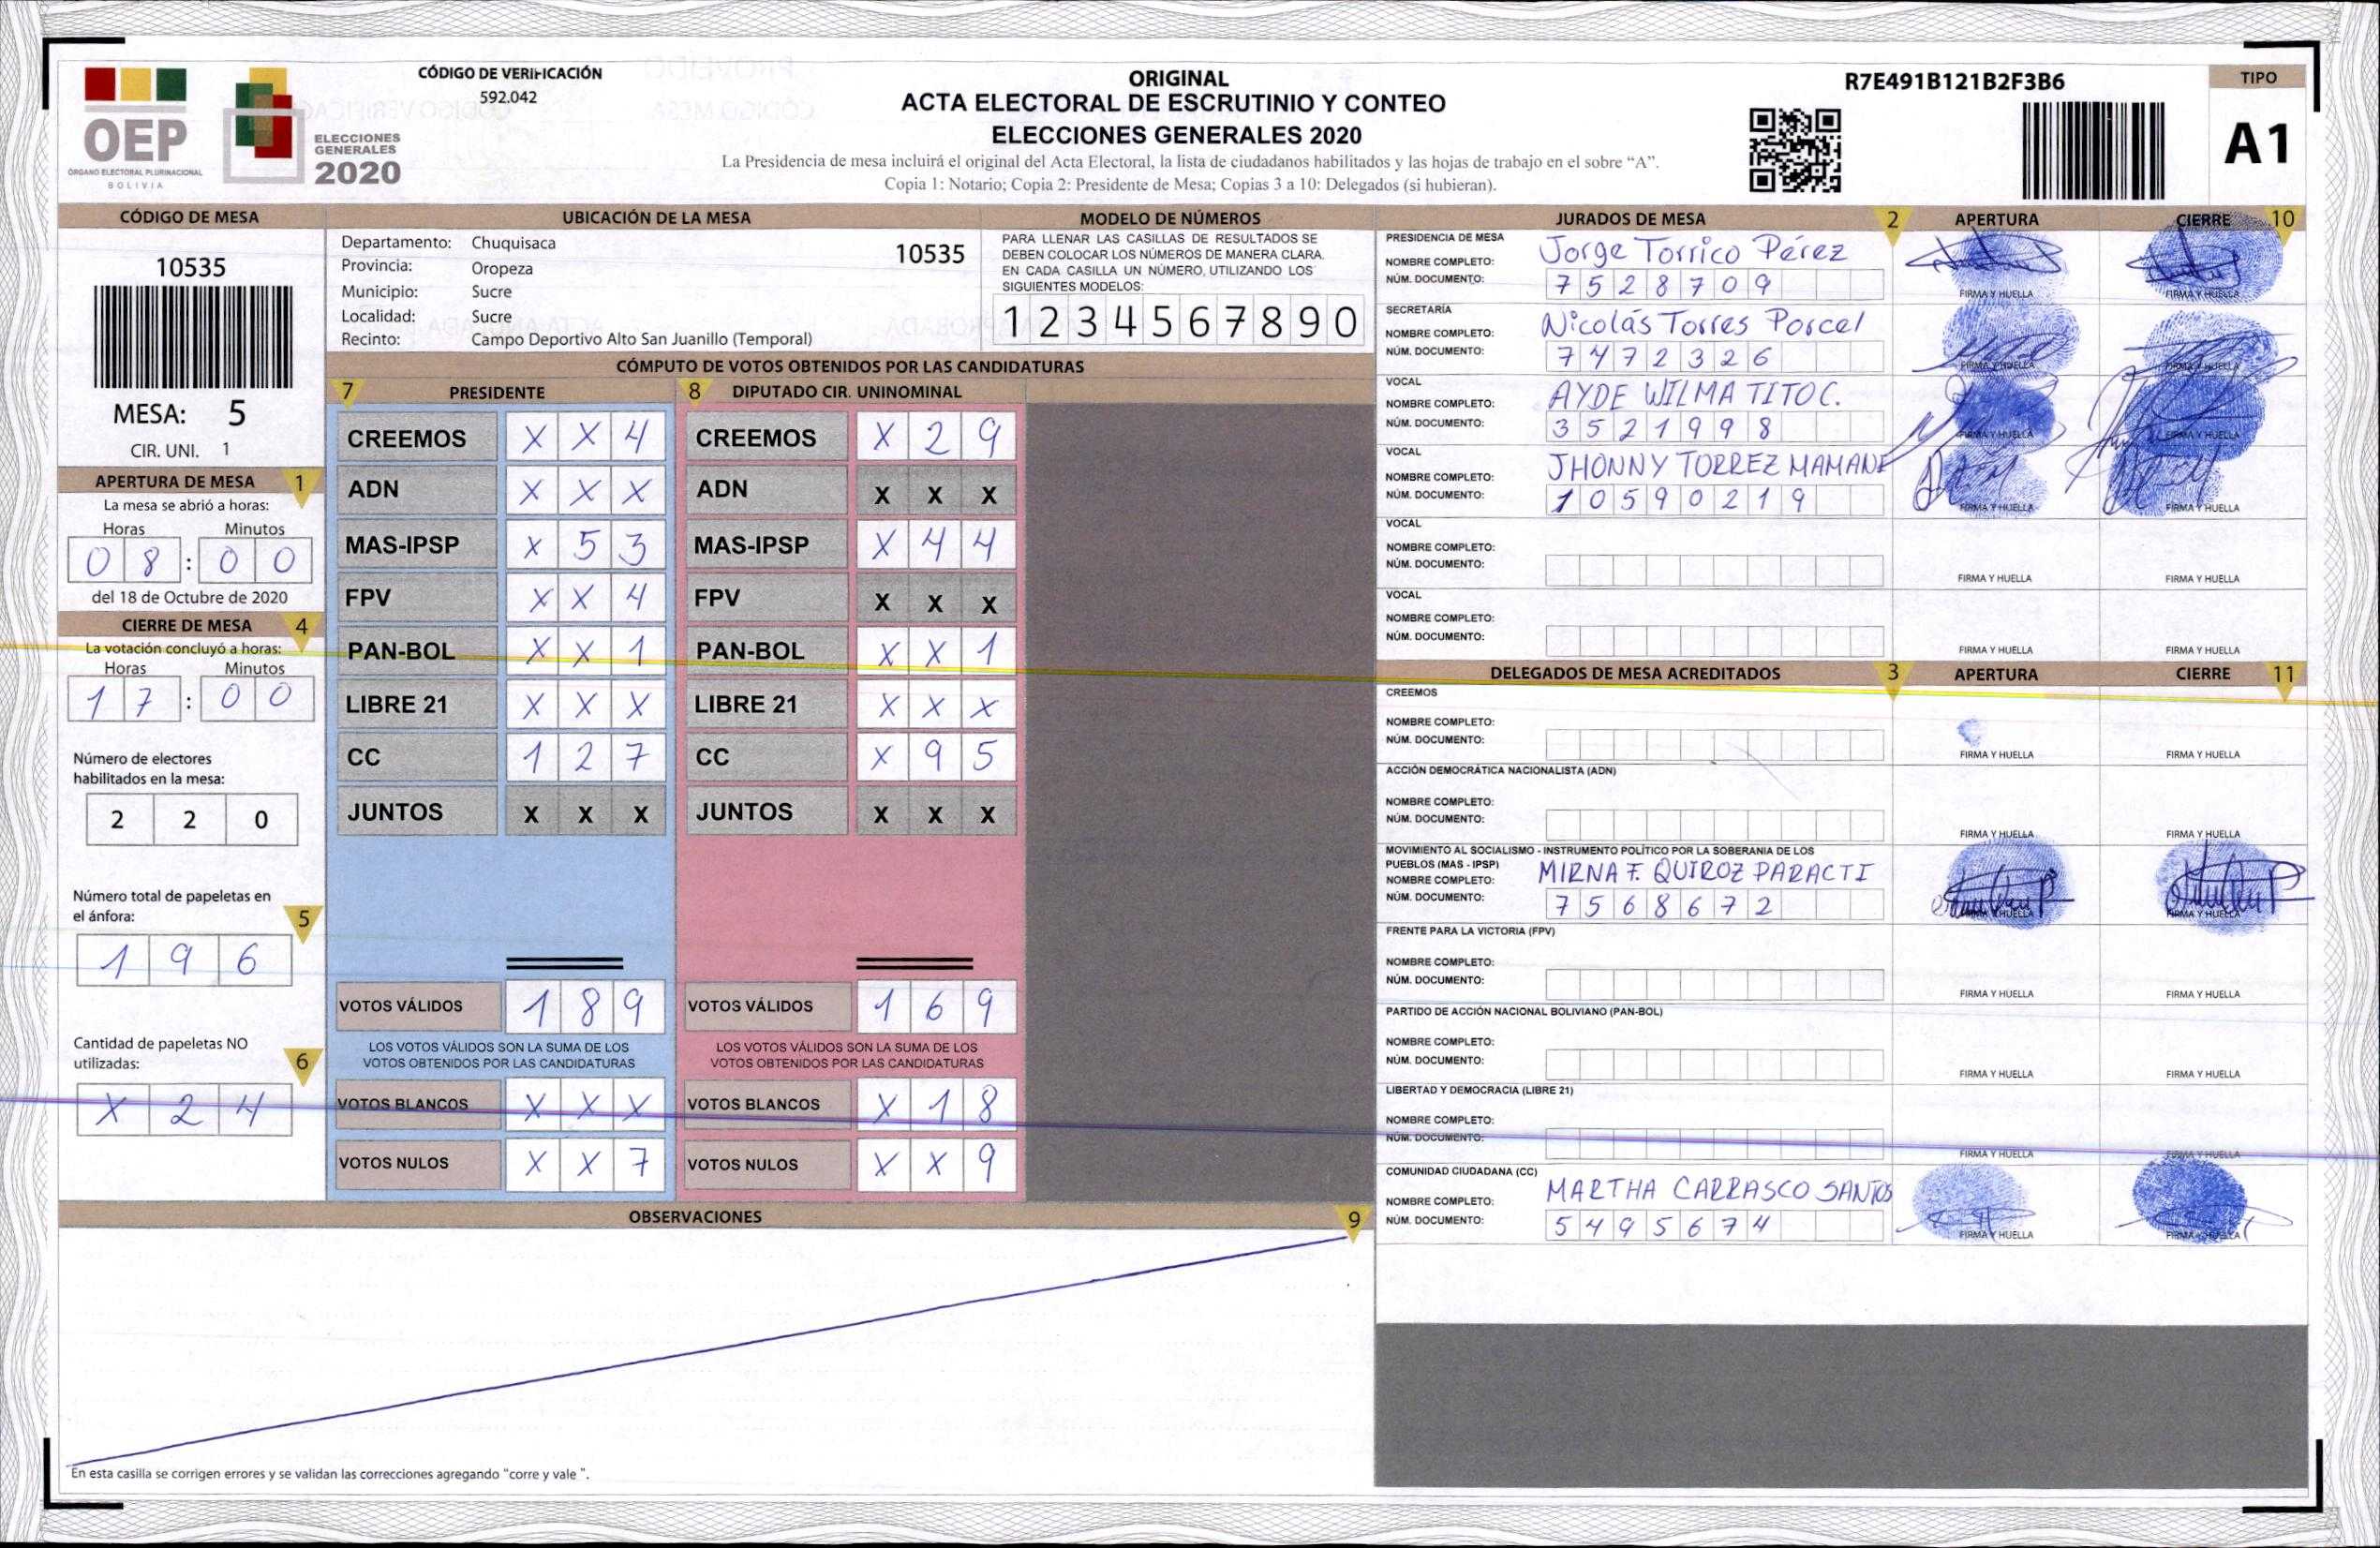 OEP
ÓRGANO ELECTORAL PLURINACIONAL
BOLIVIA
ELECCIONES
GENERALES
2020
CÓDIGO DE VERIFICACIÓN
592.042
ORIGINAL
ACTA ELECTORAL DE ESCRUTINIO Y CONTEO
ELECCIONES GENERALES 2020
La Presidencia de mesa incluirá el original del Acta Electoral, la lista de ciudadanos habilitados y las hojas de trabajo en el sobre “A”.
Copia 1: Notario; Copia 2: Presidente de Mesa; Copias 3 a 10: Delegados (si hubieran).
R7E491B121B2F3B6
TIPO
A1
CÓDIGO DE MESA
10535
MESA: 5
CIR. UNI. 1
APERTURA DE MESA 1
La mesa se abrió a horas:
Horas Minutos
0 8 : 0 0
del 18 de Octubre de 2020
CIERRE DE MESA 4
La votación concluyó a horas:
Horas Minutos
1 7 : 0 0
Número de electores
habilitados en la mesa:
2 2 0
Número total de papeletas en
el ánfora: 5
1 9 6
Cantidad de papeletas NO
utilizadas: 6
X 2 4
UBICACIÓN DE LA MESA
Departamento: Chuquisaca 10535
Provincia: Oropeza
Municipio: Sucre
Localidad: Sucre
Recinto: Campo Deportivo Alto San Juanillo (Temporal)
MODELO DE NÚMEROS
PARA LLENAR LAS CASILLAS DE RESULTADOS SE
DEBEN COLOCAR LOS NÚMEROS DE MANERA CLARA.
EN CADA CASILLA UN NÚMERO, UTILIZANDO LOS
SIGUIENTES MODELOS:
1 2 3 4 5 6 7 8 9 0
CÓMPUTO DE VOTOS OBTENIDOS POR LAS CANDIDATURAS
7 PRESIDENTE 8 DIPUTADO CIR. UNINOMINAL
CREEMOS X X 4 CREEMOS X 2 9
ADN X X X ADN X X X
MAS-IPSP X 5 3 MAS-IPSP X 4 4
FPV X X 4 FPV X X X
PAN-BOL X X 1 PAN-BOL X X 1
LIBRE 21 X X X LIBRE 21 X X X
CC 1 2 7 CC X 9 5
JUNTOS X X X JUNTOS X X X
VOTOS VÁLIDOS 1 8 9 VOTOS VÁLIDOS 1 6 9
LOS VOTOS VÁLIDOS SON LA SUMA DE LOS LOS VOTOS VÁLIDOS SON LA SUMA DE LOS
VOTOS OBTENIDOS POR LAS CANDIDATURAS VOTOS OBTENIDOS POR LAS CANDIDATURAS
VOTOS BLANCOS X X X VOTOS BLANCOS X 1 8
VOTOS NULOS X X 7 VOTOS NULOS X X 9
OBSERVACIONES 9
En esta casilla se corrigen errores y se validan las correcciones agregando “corre y vale ”.
JURADOS DE MESA 2 APERTURA CIERRE 10
PRESIDENCIA DE MESA
NOMBRE COMPLETO: Jorge Torrico Pérez
NÚM. DOCUMENTO: 7 5 2 8 7 0 9 FIRMA Y HUELLA FIRMA Y HUELLA
SECRETARÍA
NOMBRE COMPLETO: Nicolás Torres Porcel
NÚM. DOCUMENTO: 7 4 7 2 3 2 6 FIRMA Y HUELLA FIRMA Y HUELLA
VOCAL
NOMBRE COMPLETO: AYDE WILMA TITO C.
NÚM. DOCUMENTO: 3 5 2 1 9 9 8 FIRMA Y HUELLA FIRMA Y HUELLA
VOCAL
NOMBRE COMPLETO: JHONNY TORREZ MAMANI
NÚM. DOCUMENTO: 1 0 5 9 0 2 1 9 FIRMA Y HUELLA FIRMA Y HUELLA
VOCAL
NOMBRE COMPLETO:
NÚM. DOCUMENTO: FIRMA Y HUELLA FIRMA Y HUELLA
VOCAL
NOMBRE COMPLETO:
NÚM. DOCUMENTO: FIRMA Y HUELLA FIRMA Y HUELLA
DELEGADOS DE MESA ACREDITADOS 3 APERTURA CIERRE 11
CREEMOS
NOMBRE COMPLETO:
NÚM. DOCUMENTO: FIRMA Y HUELLA FIRMA Y HUELLA
ACCIÓN DEMOCRÁTICA NACIONALISTA (ADN)
NOMBRE COMPLETO:
NÚM. DOCUMENTO: FIRMA Y HUELLA FIRMA Y HUELLA
MOVIMIENTO AL SOCIALISMO - INSTRUMENTO POLÍTICO POR LA SOBERANIA DE LOS
PUEBLOS (MAS - IPSP)
NOMBRE COMPLETO: MIRNA F. QUIROZ PARACTI
NÚM. DOCUMENTO: 7 5 6 8 6 7 2 FIRMA Y HUELLA FIRMA Y HUELLA
FRENTE PARA LA VICTORIA (FPV)
NOMBRE COMPLETO:
NÚM. DOCUMENTO: FIRMA Y HUELLA FIRMA Y HUELLA
PARTIDO DE ACCIÓN NACIONAL BOLIVIANO (PAN-BOL)
NOMBRE COMPLETO:
NÚM. DOCUMENTO: FIRMA Y HUELLA FIRMA Y HUELLA
LIBERTAD Y DEMOCRACIA (LIBRE 21)
NOMBRE COMPLETO:
NÚM. DOCUMENTO: FIRMA Y HUELLA FIRMA Y HUELLA
COMUNIDAD CIUDADANA (CC)
NOMBRE COMPLETO: MARTHA CARRASCO SANTOS
NÚM. DOCUMENTO: 5 4 9 5 6 7 4 FIRMA Y HUELLA FIRMA Y HUELLA